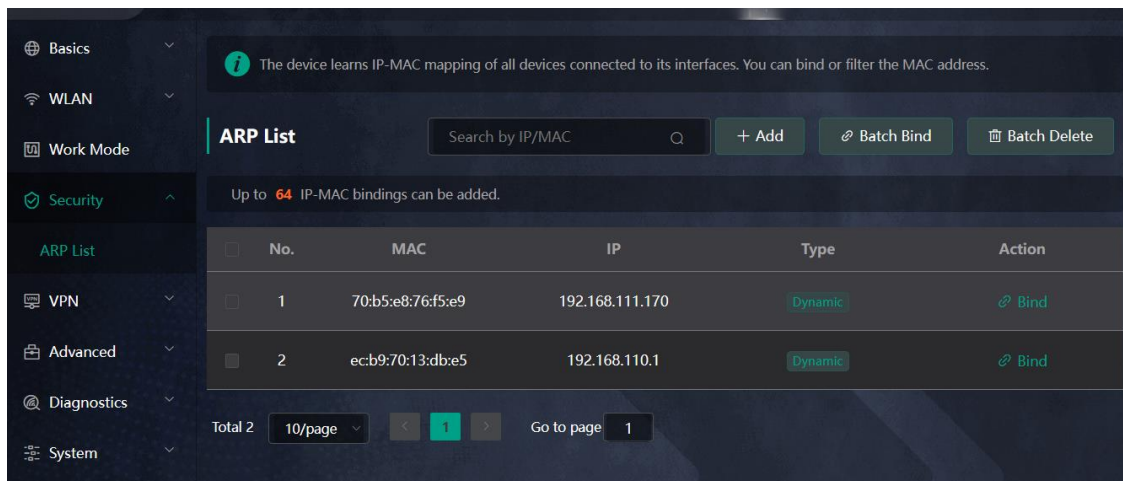 Basics
The device learns IP-MAC mapping of all devices connected to its interfaces. You can bind or filter the MAC address.
WLAN
ARP List Search by IP/MAC + Add Batch Bind Batch Delete
Work Mode
Up to 64 IP-MAC bindings can be added.
Security
ARP List
No. MAC IP Type Action
VPN
1 70:b5:e8:76:f5:e9 192.168.111.170 Dynamic Bind
Advanced
2 ec:b9:70:13:db:e5 192.168.110.1 Dynamic Bind
Diagnostics
Total 2 10/page < 1 > Go to page 1
System